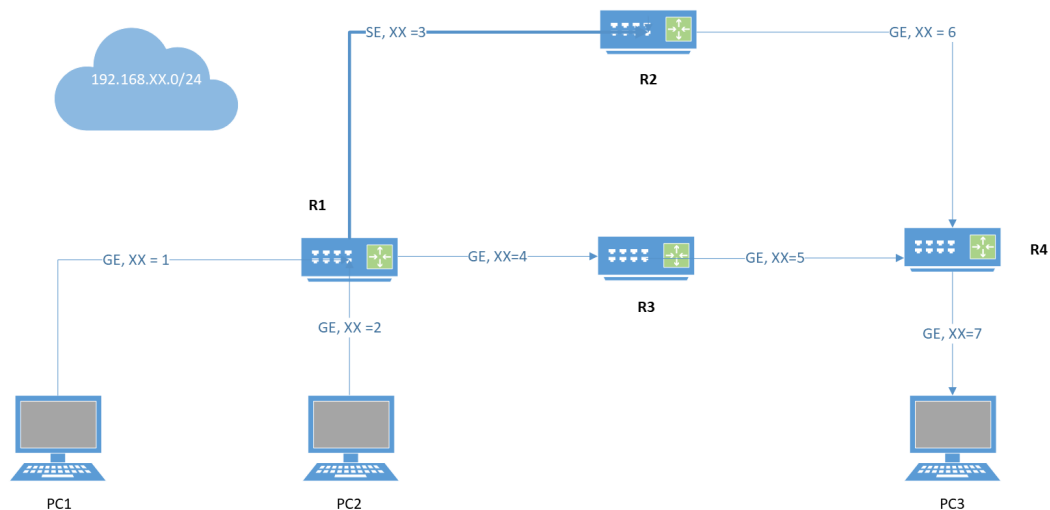 SE, XX =3
GE, XX = 6
192.168.XX.0/24
R2
R1
R4
GE, XX = 1
GE, XX=4
GE, XX=5
R3
GE, XX =2
GE, XX=7
PC1
PC2
PC3